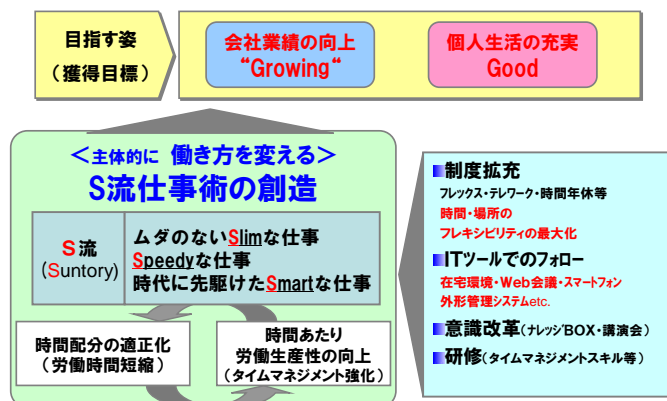 目指す姿
（獲得目標）
会社業績の向上
“Growing“
個人生活の充実
Good
＜主体的に 働き方を変える＞
S流仕事術の創造
S流
(Suntory)
ムダのないSlimな仕事
Speedyな仕事
時代に先駆けたSmartな仕事
時間配分の適正化
（労働時間短縮）
時間あたり
労働生産性の向上
（タイムマネジメント強化）
■制度拡充
フレックス・テレワーク・時間年休等
時間・場所の
フレキシビリティの最大化
■ITツールでのフォロー
在宅環境・Web会議・スマートフォン
外形管理システムetc.
■意識改革（ナレッジBOX・講演会）
■研修（タイムマネジメントスキル等）